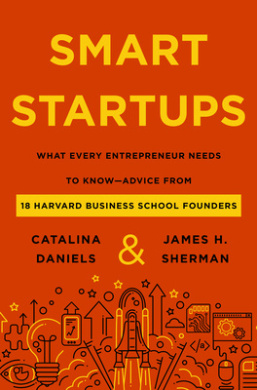 SMART
STARTUPS
WHAT EVERY ENTREPRENEUR NEEDS
TO KNOW—ADVICE FROM
18 HARVARD BUSINESS SCHOOL FOUNDERS
CATALINA
DANIELS
&
JAMES H.
SHERMAN